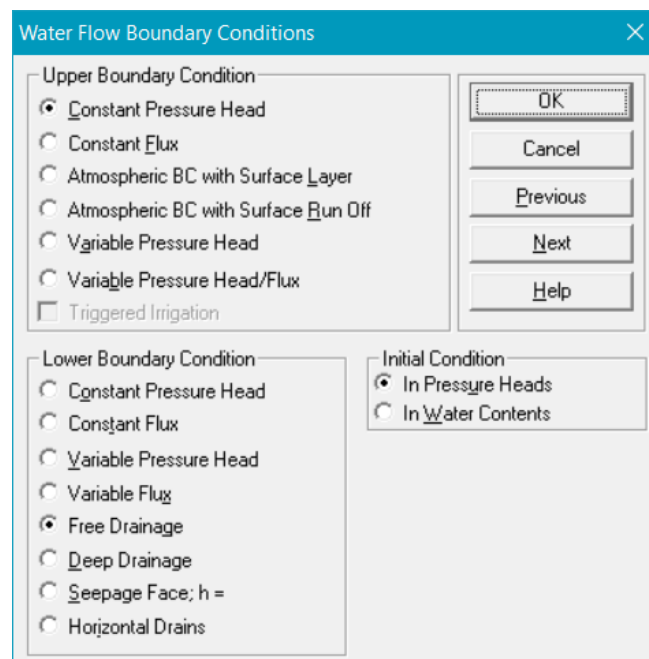 Water Flow Boundary Conditions
Upper Boundary Condition
Constant Pressure Head
Constant Flux
Atmospheric BC with Surface Layer
Atmospheric BC with Surface Run Off
Variable Pressure Head
Variable Pressure Head/Flux
Triggered Irrigation
OK
Cancel
Previous
Next
Help
Lower Boundary Condition
Constant Pressure Head
Constant Flux
Variable Pressure Head
Variable Flux
Free Drainage
Deep Drainage
Seepage Face; h =
Horizontal Drains
Initial Condition
In Pressure Heads
In Water Contents